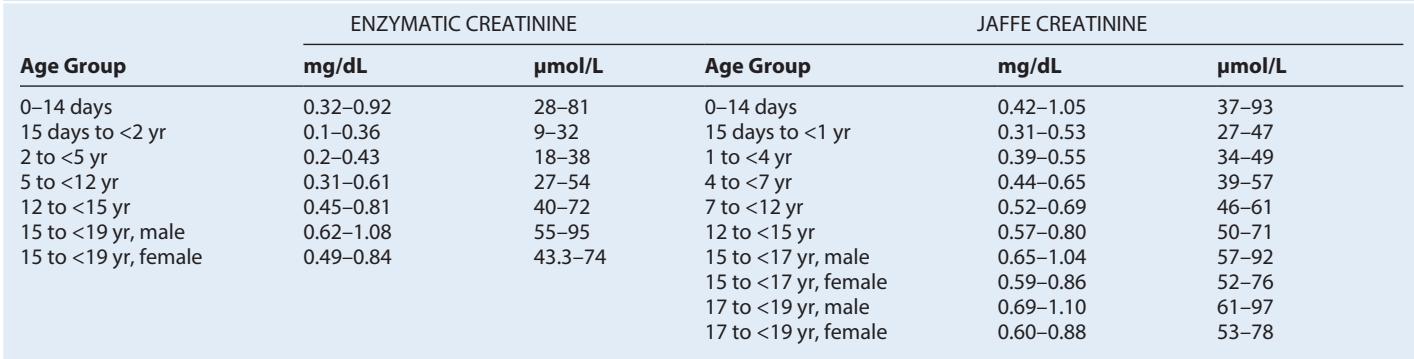 ENZYMATIC CREATININE JAFFE CREATININE
Age Group mg/dL µmol/L Age Group mg/dL µmol/L
0–14 days 0.32–0.92 28–81 0–14 days 0.42–1.05 37–93
15 days to <2 yr 0.1–0.36 9–32 15 days to <1 yr 0.31–0.53 27–47
2 to <5 yr 0.2–0.43 18–38 1 to <4 yr 0.39–0.55 34–49
5 to <12 yr 0.31–0.61 27–54 4 to <7 yr 0.44–0.65 39–57
12 to <15 yr 0.45–0.81 40–72 7 to <12 yr 0.52–0.69 46–61
15 to <19 yr, male 0.62–1.08 55–95 12 to <15 yr 0.57–0.80 50–71
15 to <19 yr, female 0.49–0.84 43.3–74 15 to <17 yr, male 0.65–1.04 57–92
15 to <17 yr, female 0.59–0.86 52–76
17 to <19 yr, male 0.69–1.10 61–97
17 to <19 yr, female 0.60–0.88 53–78